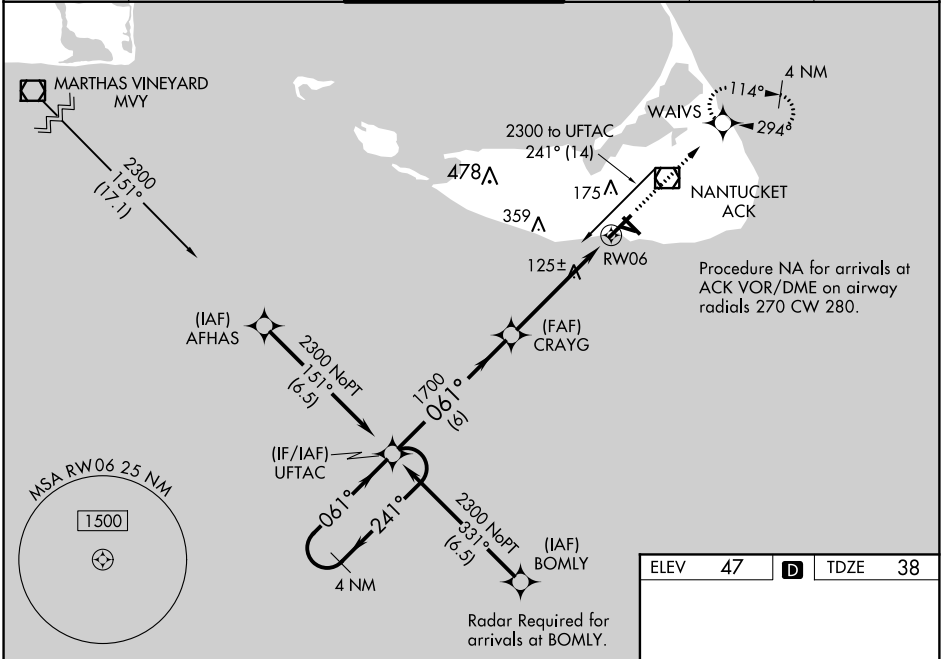 MARTHAS VINEYARD
MVY
2300
151°
(17.1)
WAIVS
114°
4 NM
294°
2300 to UFTAC
241° (14)
478
175
359
NANTUCKET
ACK
125±
RW06
Procedure NA for arrivals at
ACK VOR/DME on airway
radials 270 CW 280.
(IAF)
AFHAS
2300 NoPT
151°
(6.5)
(FAF)
CRAYG
1700
061°
(6)
(IF/IAF)
UFTAC
061°
241°
4 NM
2300 NoPT
331°
(6.5)
(IAF)
BOMLY
Radar Required for
arrivals at BOMLY.
MSA RW06 25 NM
1500
ELEV 47 D TDZE 38